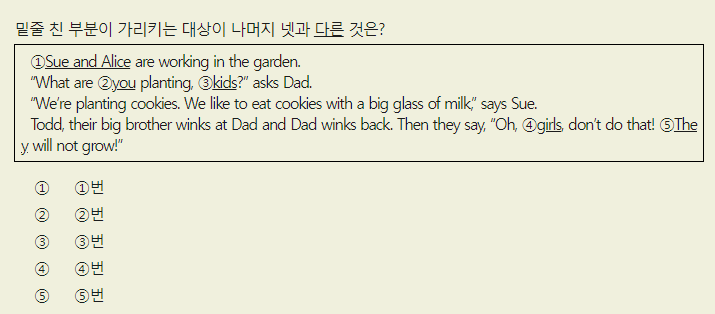 밑줄 친 부분이 가리키는 대상이 나머지 넷과 다른 것은?
①Sue and Alice are working in the garden.
“What are ②you planting, ③kids?“ asks Dad.
“We’re planting cookies. We like to eat cookies with a big glass of milk,” says Sue.
Todd, their big brother winks at Dad and Dad winks back. Then they say, “Oh, ④girls, don’t do that! ⑤The
y will not grow!”
① ①번
② ②번
③ ③번
④ ④번
⑤ ⑤번